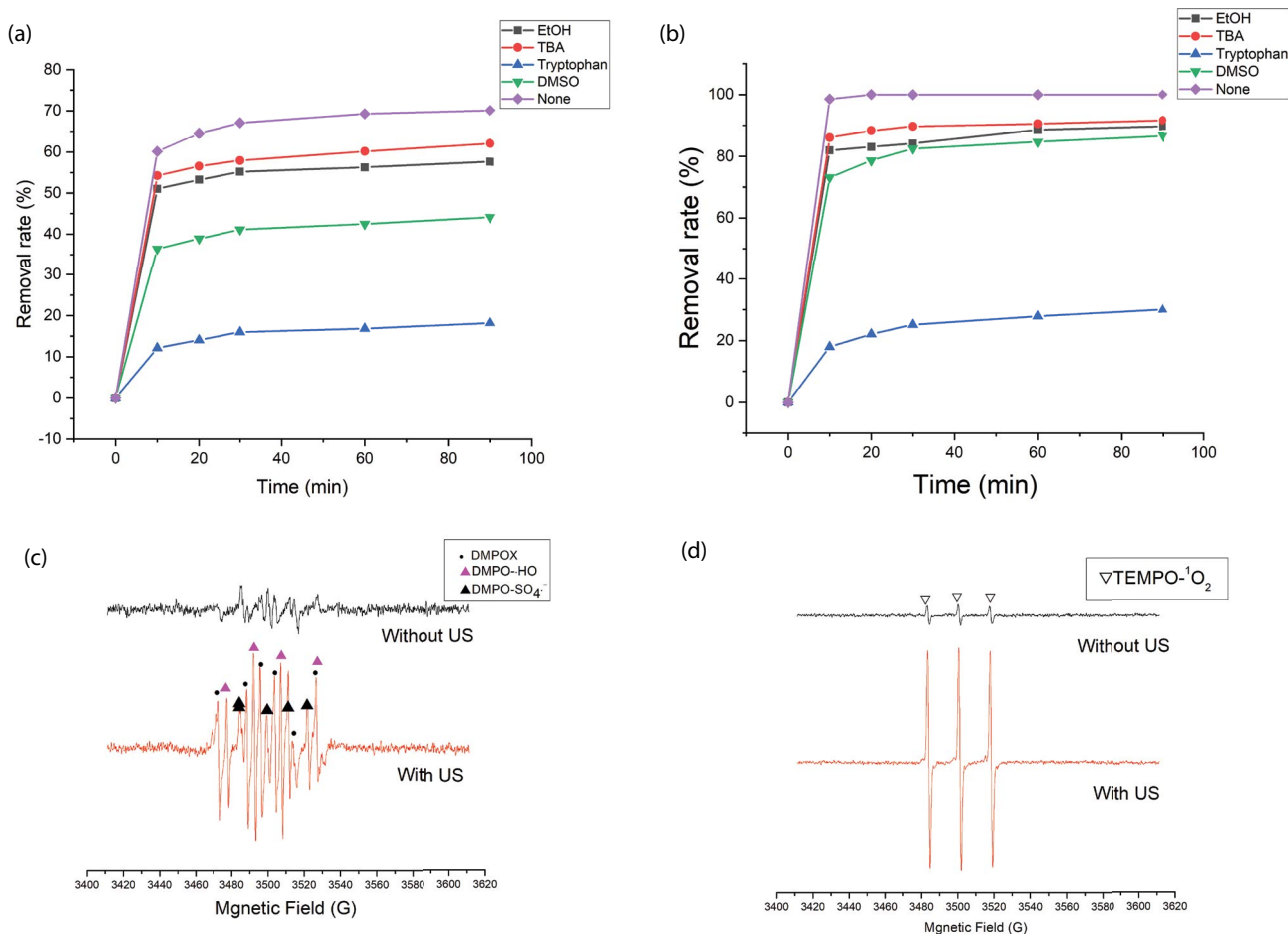 (a)
EtOH
TBA
Tryptophan
DMSO
None
80
70
60
50
40
30
20
10
0
-10
Removal rate (%)
0 20 40 60 80 100
Time (min)
(b)
EtOH
TBA
Tryptophan
DMSO
None
100
80
60
40
20
0
Removal rate (%)
0 20 40 60 80 100
Time (min)
(c)
DMPOX
DMPO-·HO
DMPO-SO₄·⁻
Without US
With US
3400 3420 3440 3460 3480 3500 3520 3540 3560 3580 3600 3620
Mgnetic Field (G)
(d)
TEMPO-¹O₂
Without US
With US
3400 3420 3440 3460 3480 3500 3520 3540 3560 3580 3600 3620
Mgnetic Field (G)